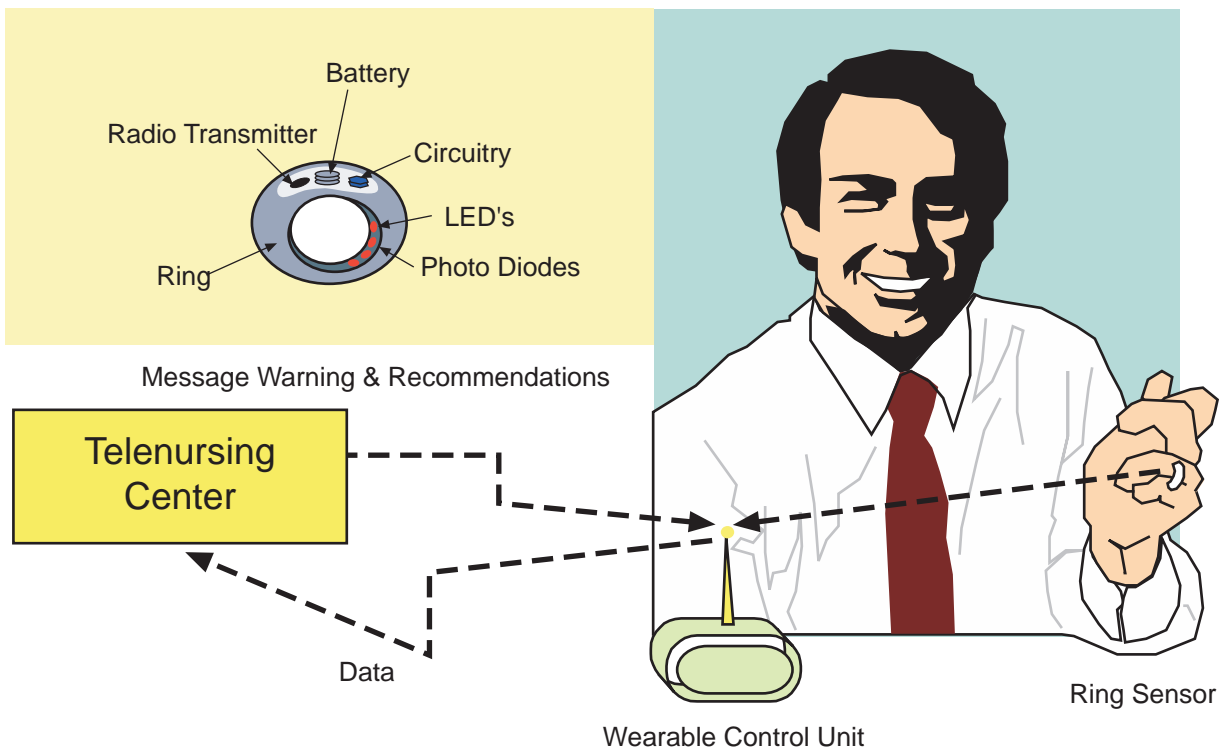 Battery
Radio Transmitter
Circuitry
LED's
Photo Diodes
Ring
Message Warning & Recommendations
Telenursing
Center
Data
Ring Sensor
Wearable Control Unit